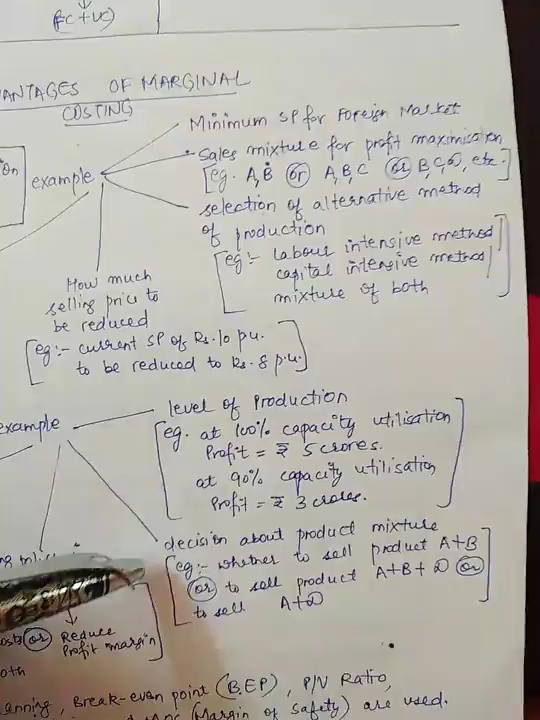 (FC + VC)
ANTAGES OF MARGINAL
COSTING
Minimum SP for Foreign Market
Sales mixture for profit maximisation
[eg. A,B (or) A,B,C (or) B,C,D, etc.]
example
selection of alternative method
of production
[eg:- Labour intensive method
capital intensive method
mixture of both]
How much
selling price to
be reduced
[eg:- current SP of Rs. 10 p.u.
to be reduced to Rs. 8 p.u.]
example
level of Production
[eg. at 100% capacity utilisation
Profit = ₹ 5 crores.
at 90% capacity utilisation
Profit = ₹ 3 crores.]
decision about product mixture
[eg:- whether to sell product A+B
(or) to sell product A+B+D (or)
to sell A+D]
(or) Reduce
Profit margin]
oth
anning, Break-even point (BEP), P/V Ratio,
(Margin of Safety) are used.